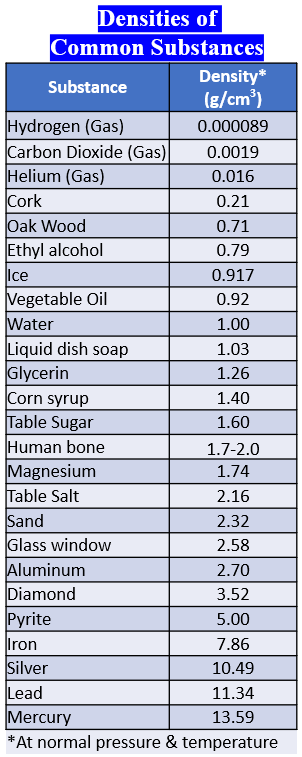 Densities of
Common Substances
Substance Density*
(g/cm³)
Hydrogen (Gas) 0.000089
Carbon Dioxide (Gas) 0.0019
Helium (Gas) 0.016
Cork 0.21
Oak Wood 0.71
Ethyl alcohol 0.79
Ice 0.917
Vegetable Oil 0.92
Water 1.00
Liquid dish soap 1.03
Glycerin 1.26
Corn syrup 1.40
Table Sugar 1.60
Human bone 1.7-2.0
Magnesium 1.74
Table Salt 2.16
Sand 2.32
Glass window 2.58
Aluminum 2.70
Diamond 3.52
Pyrite 5.00
Iron 7.86
Silver 10.49
Lead 11.34
Mercury 13.59
*At normal pressure & temperature